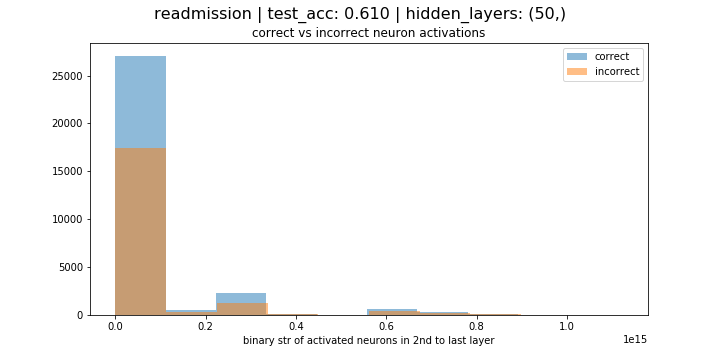 readmission | test_acc: 0.610 | hidden_layers: (50,)
correct vs incorrect neuron activations
correct
incorrect
25000
20000
15000
10000
5000
0
0.0 0.2 0.4 0.6 0.8 1.0
1e15
binary str of activated neurons in 2nd to last layer